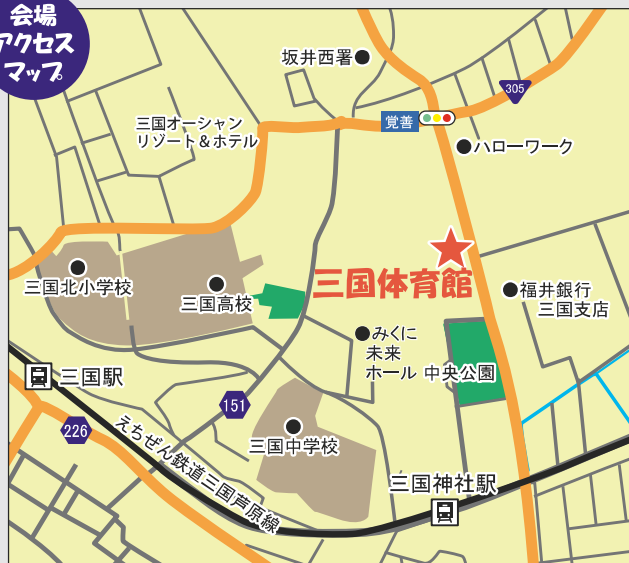 会場
アクセス
マップ
坂井西署
305
三国オーシャン
リゾート＆ホテル
覚善
ハローワーク
三国北小学校
三国高校
三国体育館
福井銀行
三国支店
みくに
未来
ホール
中央公園
三国駅
151
226
えちぜん鉄道三国芦原線
三国中学校
三国神社駅